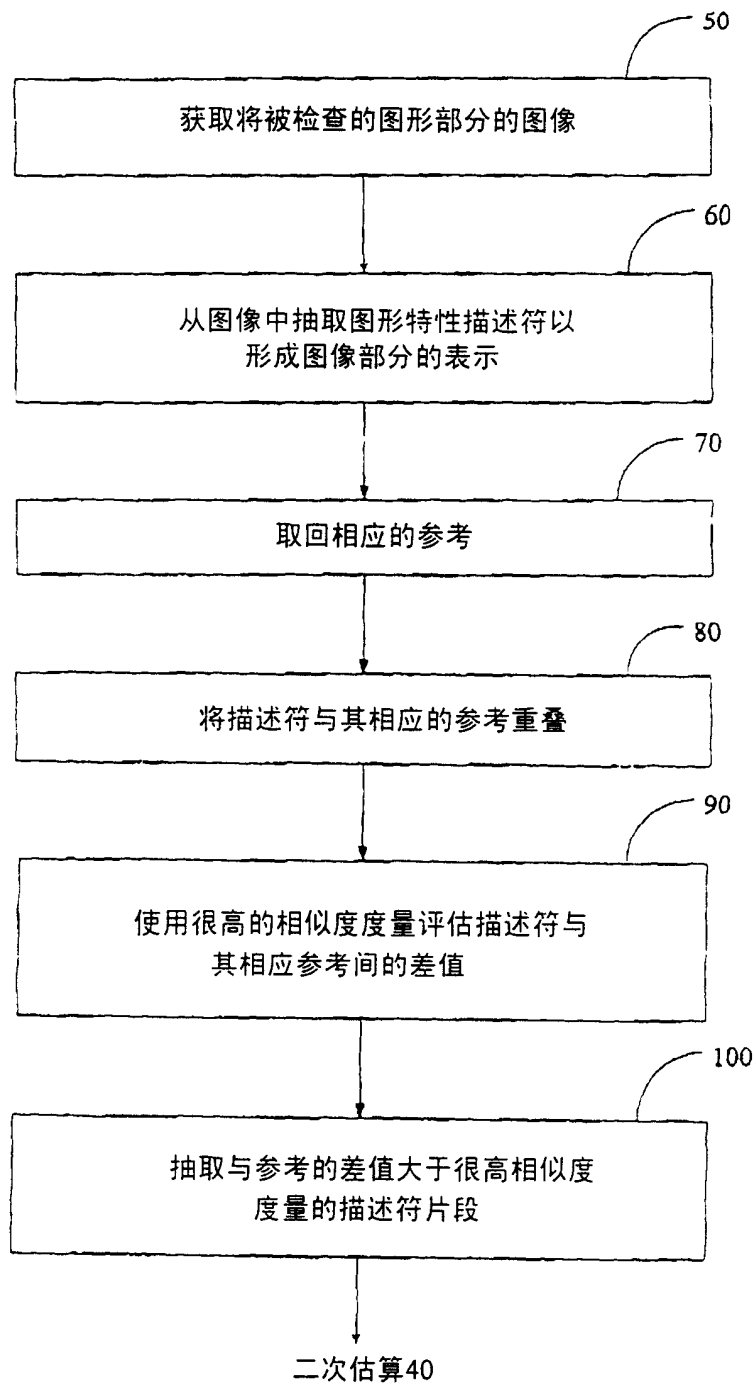 50
获取将被检查的图形部分的图像
60
从图像中抽取图形特性描述符以
形成图像部分的表示
70
取回相应的参考
80
将描述符与其相应的参考重叠
90
使用很高的相似度度量评估描述符与
其相应参考间的差值
100
抽取与参考的差值大于很高相似度
度量的描述符片段
二次估算40